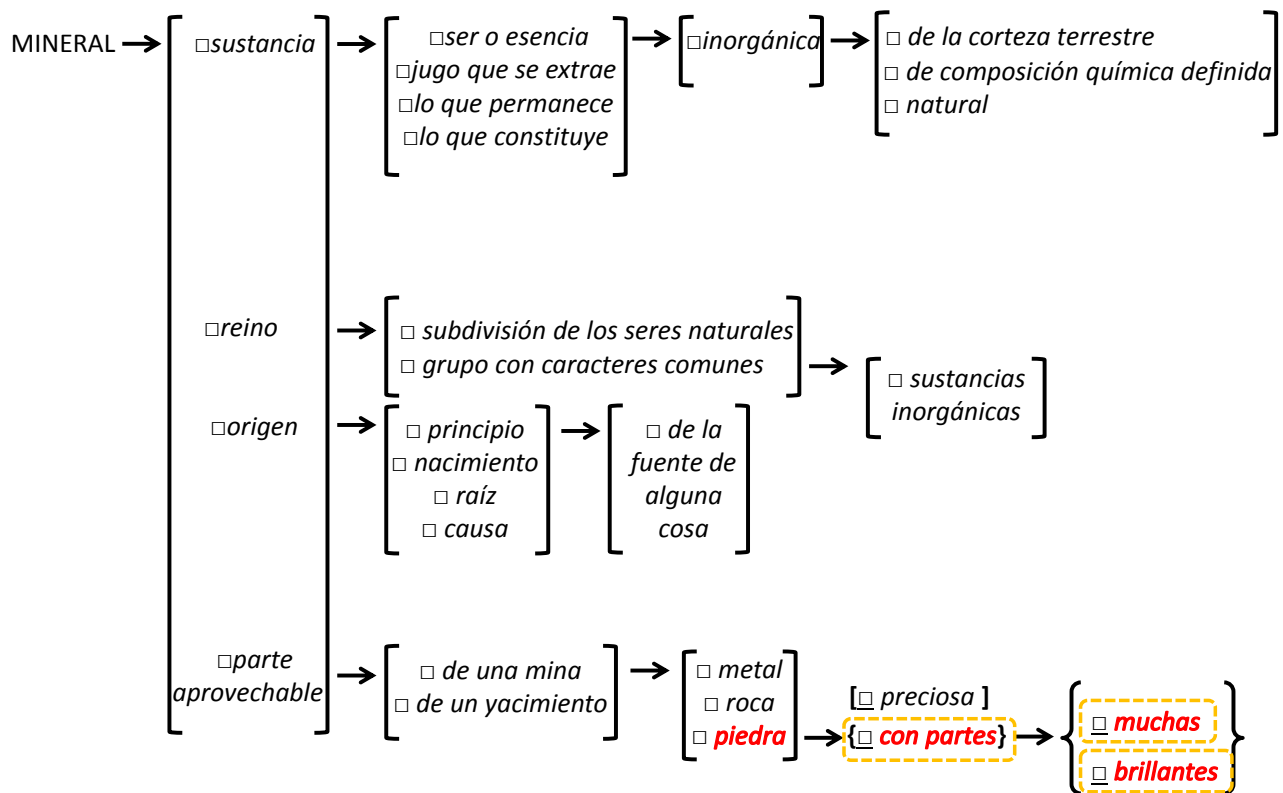 MINERAL
□sustancia
□ser o esencia
□jugo que se extrae
□lo que permanece
□lo que constituye
□inorgánica
□ de la corteza terrestre
□ de composición química definida
□ natural
□reino
□ subdivisión de los seres naturales
□ grupo con caracteres comunes
□ sustancias
inorgánicas
□origen
□ principio
□ nacimiento
□ raíz
□ causa
□ de la
fuente de
alguna
cosa
□parte
aprovechable
□ de una mina
□ de un yacimiento
□ metal
□ roca
□ piedra
[□ preciosa ]
{□ con partes}
□ muchas
□ brillantes